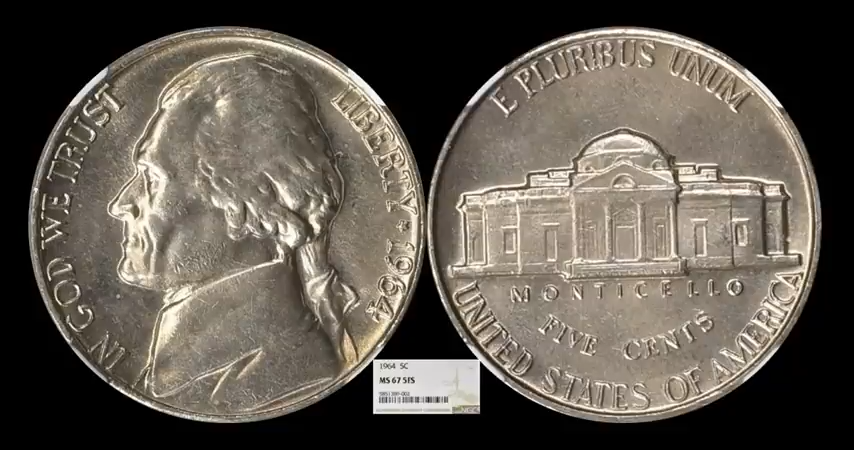 IN GOD WE TRUST
LIBERTY ★ 1964
E PLURIBUS UNUM
MONTICELLO
FIVE CENTS
UNITED STATES OF AMERICA
1964 5C
MS 67 5FS